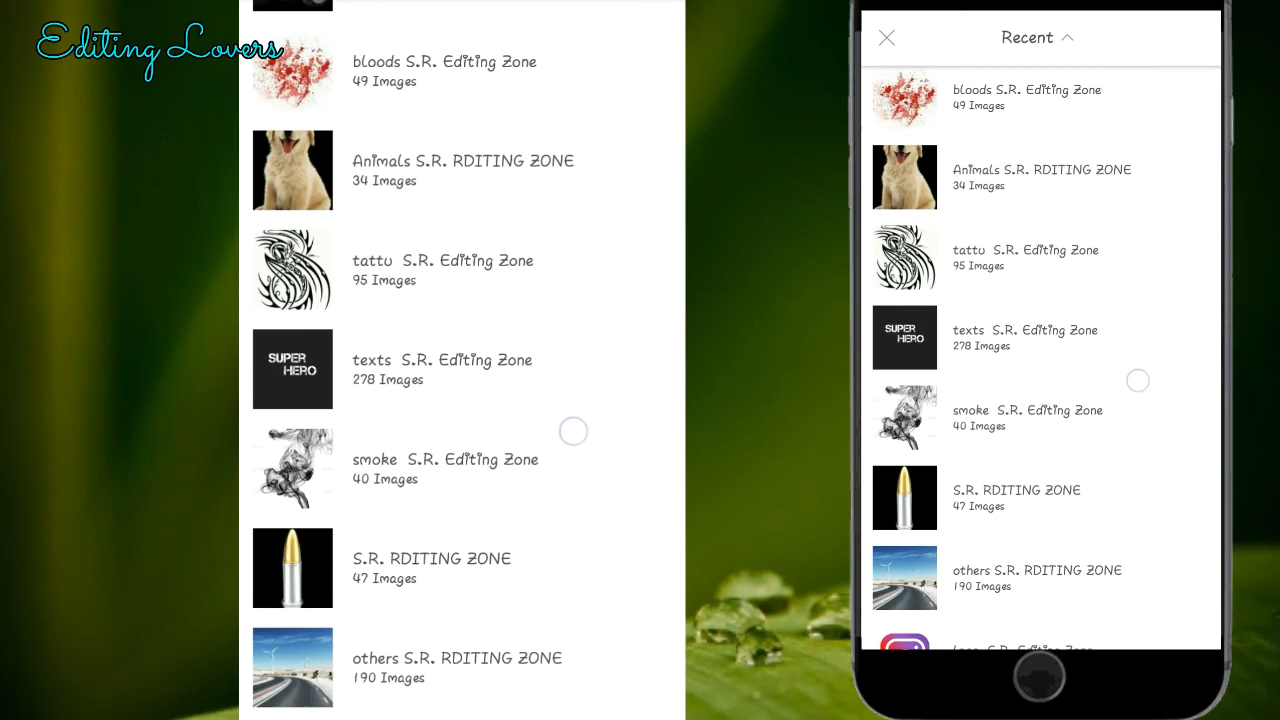 Editing Lovers
bloods S.R. Editing Zone
49 Images
Animals S.R. RDITING ZONE
34 Images
tattu S.R. Editing Zone
95 Images
SUPER
HERO
texts S.R. Editing Zone
278 Images
smoke S.R. Editing Zone
40 Images
S.R. RDITING ZONE
47 Images
others S.R. RDITING ZONE
190 Images
Recent
bloods S.R. Editing Zone
49 Images
Animals S.R. RDITING ZONE
34 Images
tattu S.R. Editing Zone
95 Images
SUPER
HERO
texts S.R. Editing Zone
278 Images
smoke S.R. Editing Zone
40 Images
S.R. RDITING ZONE
47 Images
others S.R. RDITING ZONE
190 Images